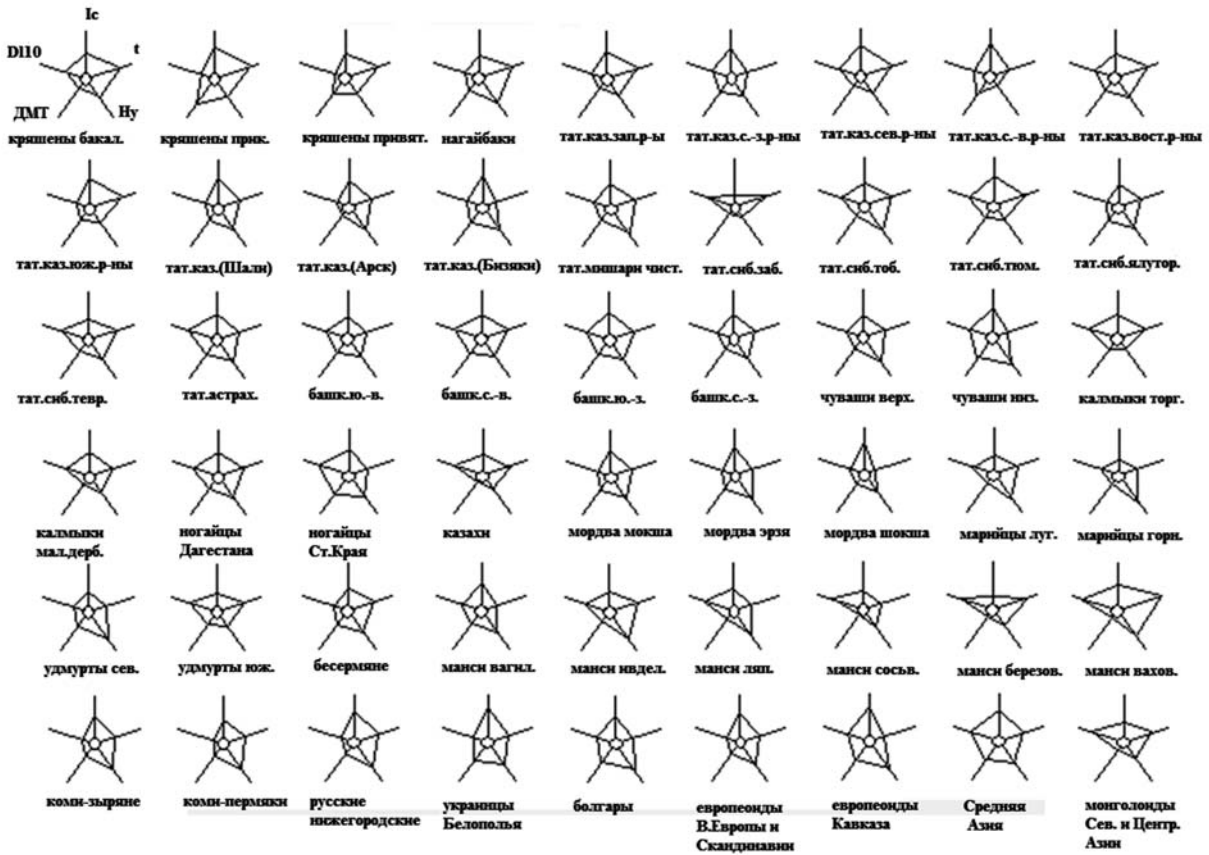 Ic
Dl10 t
ДМТ Hy
кряшены бакал. кряшены прик. кряшены привят. нагайбаки тат.каз.зап.р-ы тат.каз.с.-з.р-ны тат.каз.сев.р-ны тат.каз.с.-в.р-ны тат.каз.вост.р-ны
тат.каз.юж.р-ны тат.каз.(Шали) тат.каз.(Арск) тат.каз.(Бизяки) тат.мишари чист. тат.сиб.заб. тат.сиб.тоб. тат.сиб.тюм. тат.сиб.ялутор.
тат.сиб.тевр. тат.астрах. башк.ю.-в. башк.с.-в. башк.ю.-з. башк.с.-з. чуваши верх. чуваши низ. калмыки торг.
калмыки ногайцы ногайцы казахи мордва мокша мордва эрзя мордва шокша марийцы луг. марийцы горн.
мал.дерб. Дагестана Ст.Края
удмурты сев. удмурты юж. бесермяне манси вагил. манси ивдел. манси ляп. манси сосьв. манси березов. манси вахов.
коми-зыряне коми-пермяки русские украинцы болгары европеоиды европеоиды Средняя монголоиды
нижегородские Белополья В.Европы и Кавказа Азия Сев. и Центр.
Скандинавии Азии